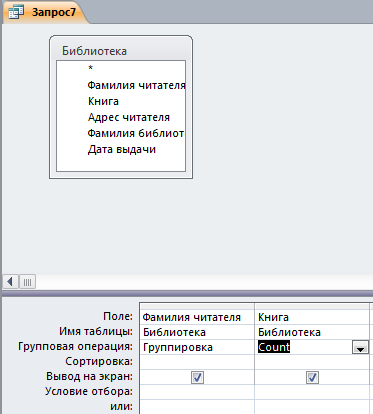 Запрос7
Библиотека
*
Фамилия читателя
Книга
Адрес читателя
Фамилия библиот
Дата выдачи
Поле: Фамилия читателя Книга
Имя таблицы: Библиотека Библиотека
Групповая операция: Группировка Count
Сортировка:
Вывод на экран:
Условие отбора:
или: